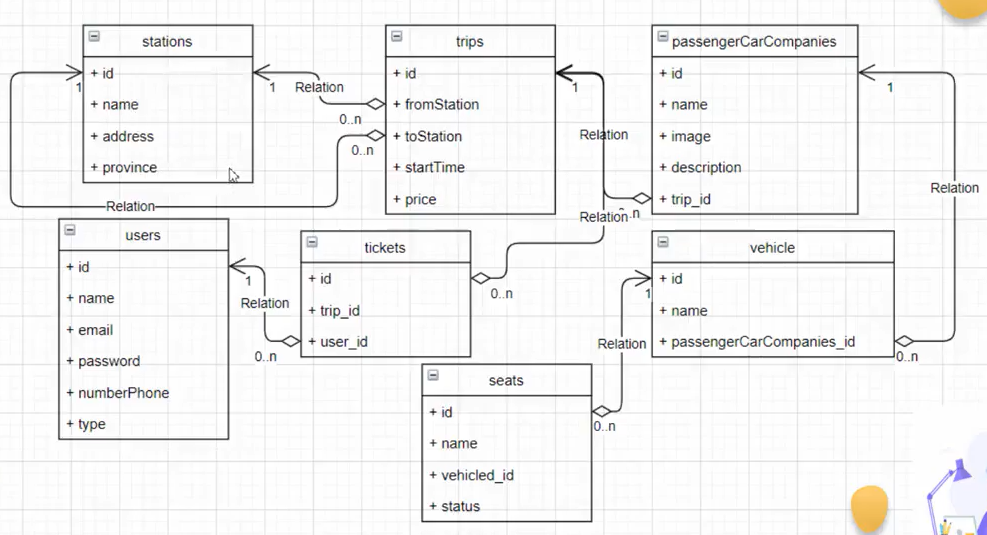 stations
+ id
+ name
+ address
+ province
trips
+ id
+ fromStation
+ toStation
+ startTime
+ price
passengerCarCompanies
+ id
+ name
+ image
+ description
+ trip_id
users
+ id
+ name
+ email
+ password
+ numberPhone
+ type
tickets
+ id
+ trip_id
+ user_id
vehicle
+ id
+ name
+ passengerCarCompanies_id
seats
+ id
+ name
+ vehicled_id
+ status
1
1
Relation
0..n
0..n
Relation
1
Relation
Relation
0..n
0..n
1
Relation
0..n
1
Relation
0..n
1
Relation
0..n